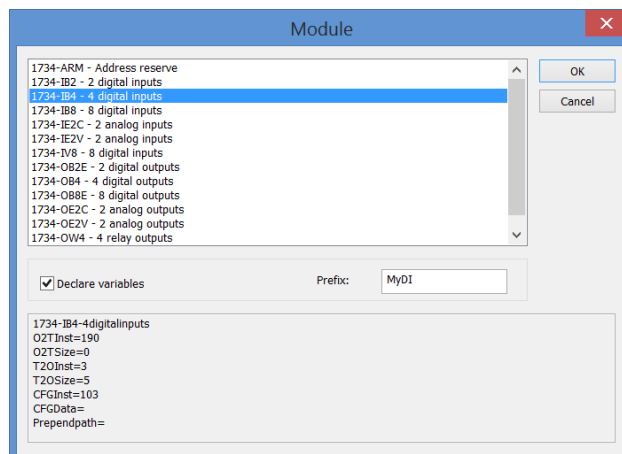 Module
1734-ARM - Address reserve
1734-IB2 - 2 digital inputs
1734-IB4 - 4 digital inputs
1734-IB8 - 8 digital inputs
1734-IE2C - 2 analog inputs
1734-IE2V - 2 analog inputs
1734-IV8 - 8 digital inputs
1734-OB2E - 2 digital outputs
1734-OB4 - 4 digital outputs
1734-OB8E - 8 digital outputs
1734-OE2C - 2 analog outputs
1734-OE2V - 2 analog outputs
1734-OW4 - 4 relay outputs
OK
Cancel
Declare variables
Prefix: MyDI
1734-IB4-4digitalinputs
O2TInst=190
O2TSize=0
T2OInst=3
T2OSize=5
CFGInst=103
CFGData=
Prependpath=